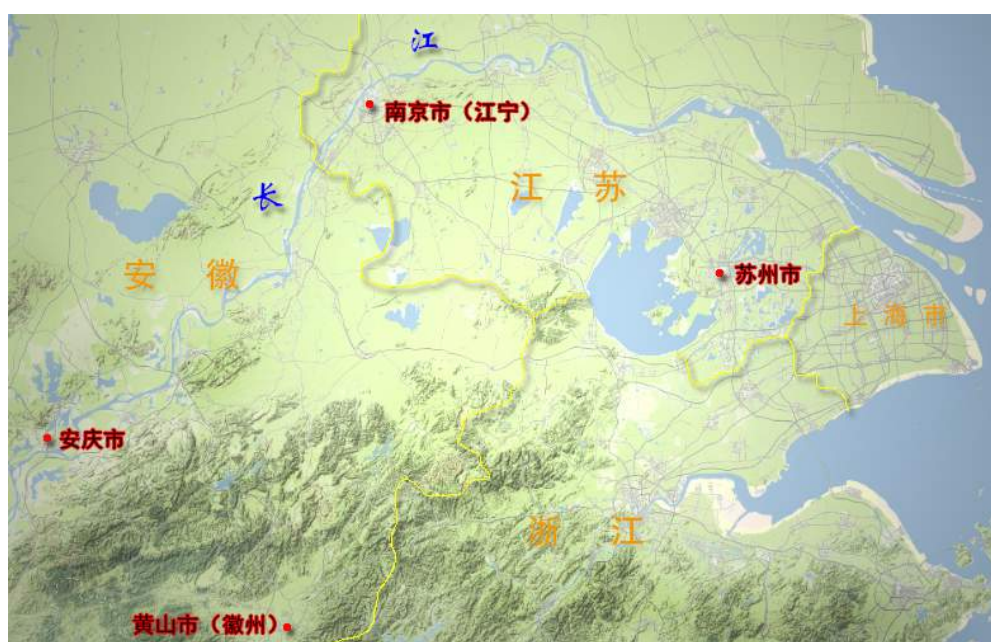 江
南京市（江宁）
江 苏
长
安 徽
苏州市
上 海 市
安庆市
浙 江
黄山市（徽州）